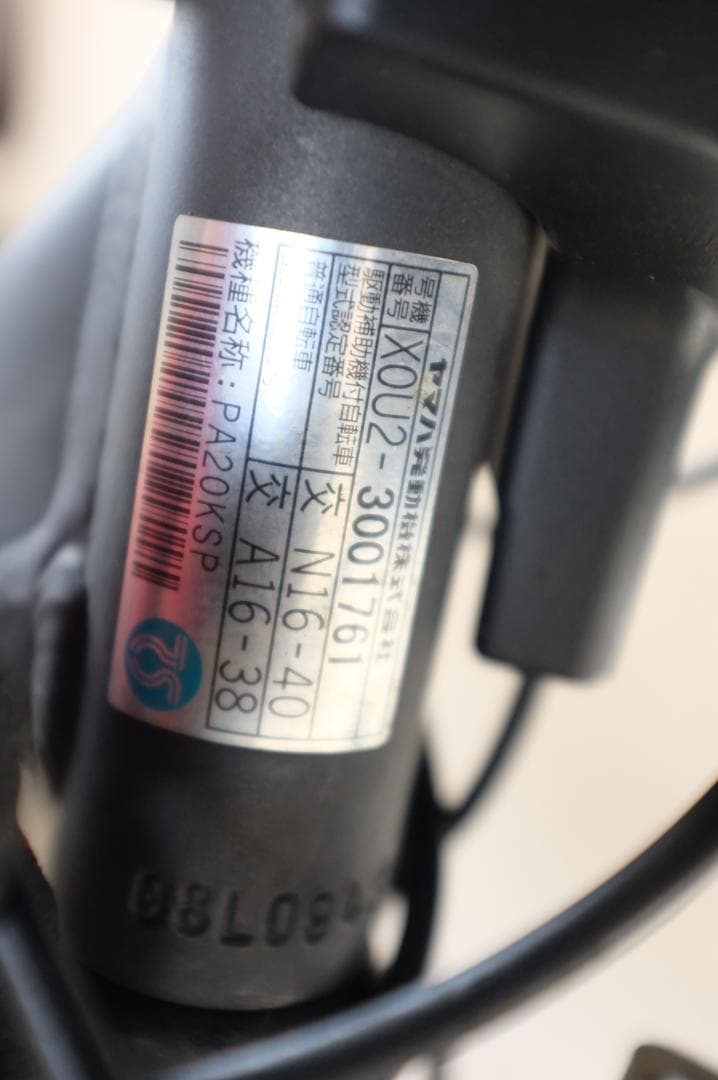 ヤマハ発動機株式会社
号機番号 X0U2-3001761
駆動補助機付自転車
型式認定番号 交 N16-40
普通自転車
交 A16-38
機種名称:PA20KSP
TS
08L094